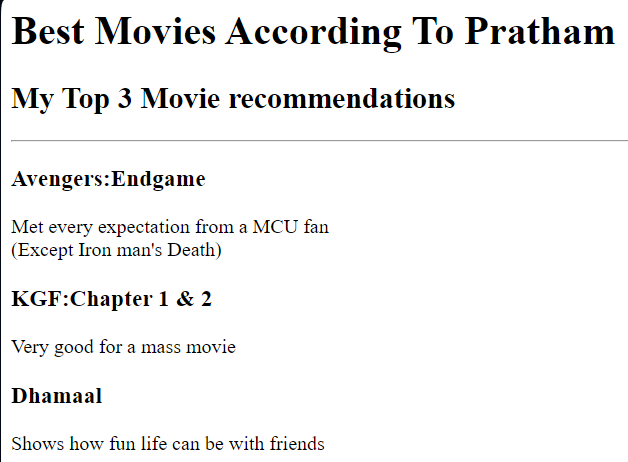 Best Movies According To Pratham
My Top 3 Movie recommendations
Avengers:Endgame
Met every expectation from a MCU fan
(Except Iron man's Death)
KGF:Chapter 1 & 2
Very good for a mass movie
Dhamaal
Shows how fun life can be with friends